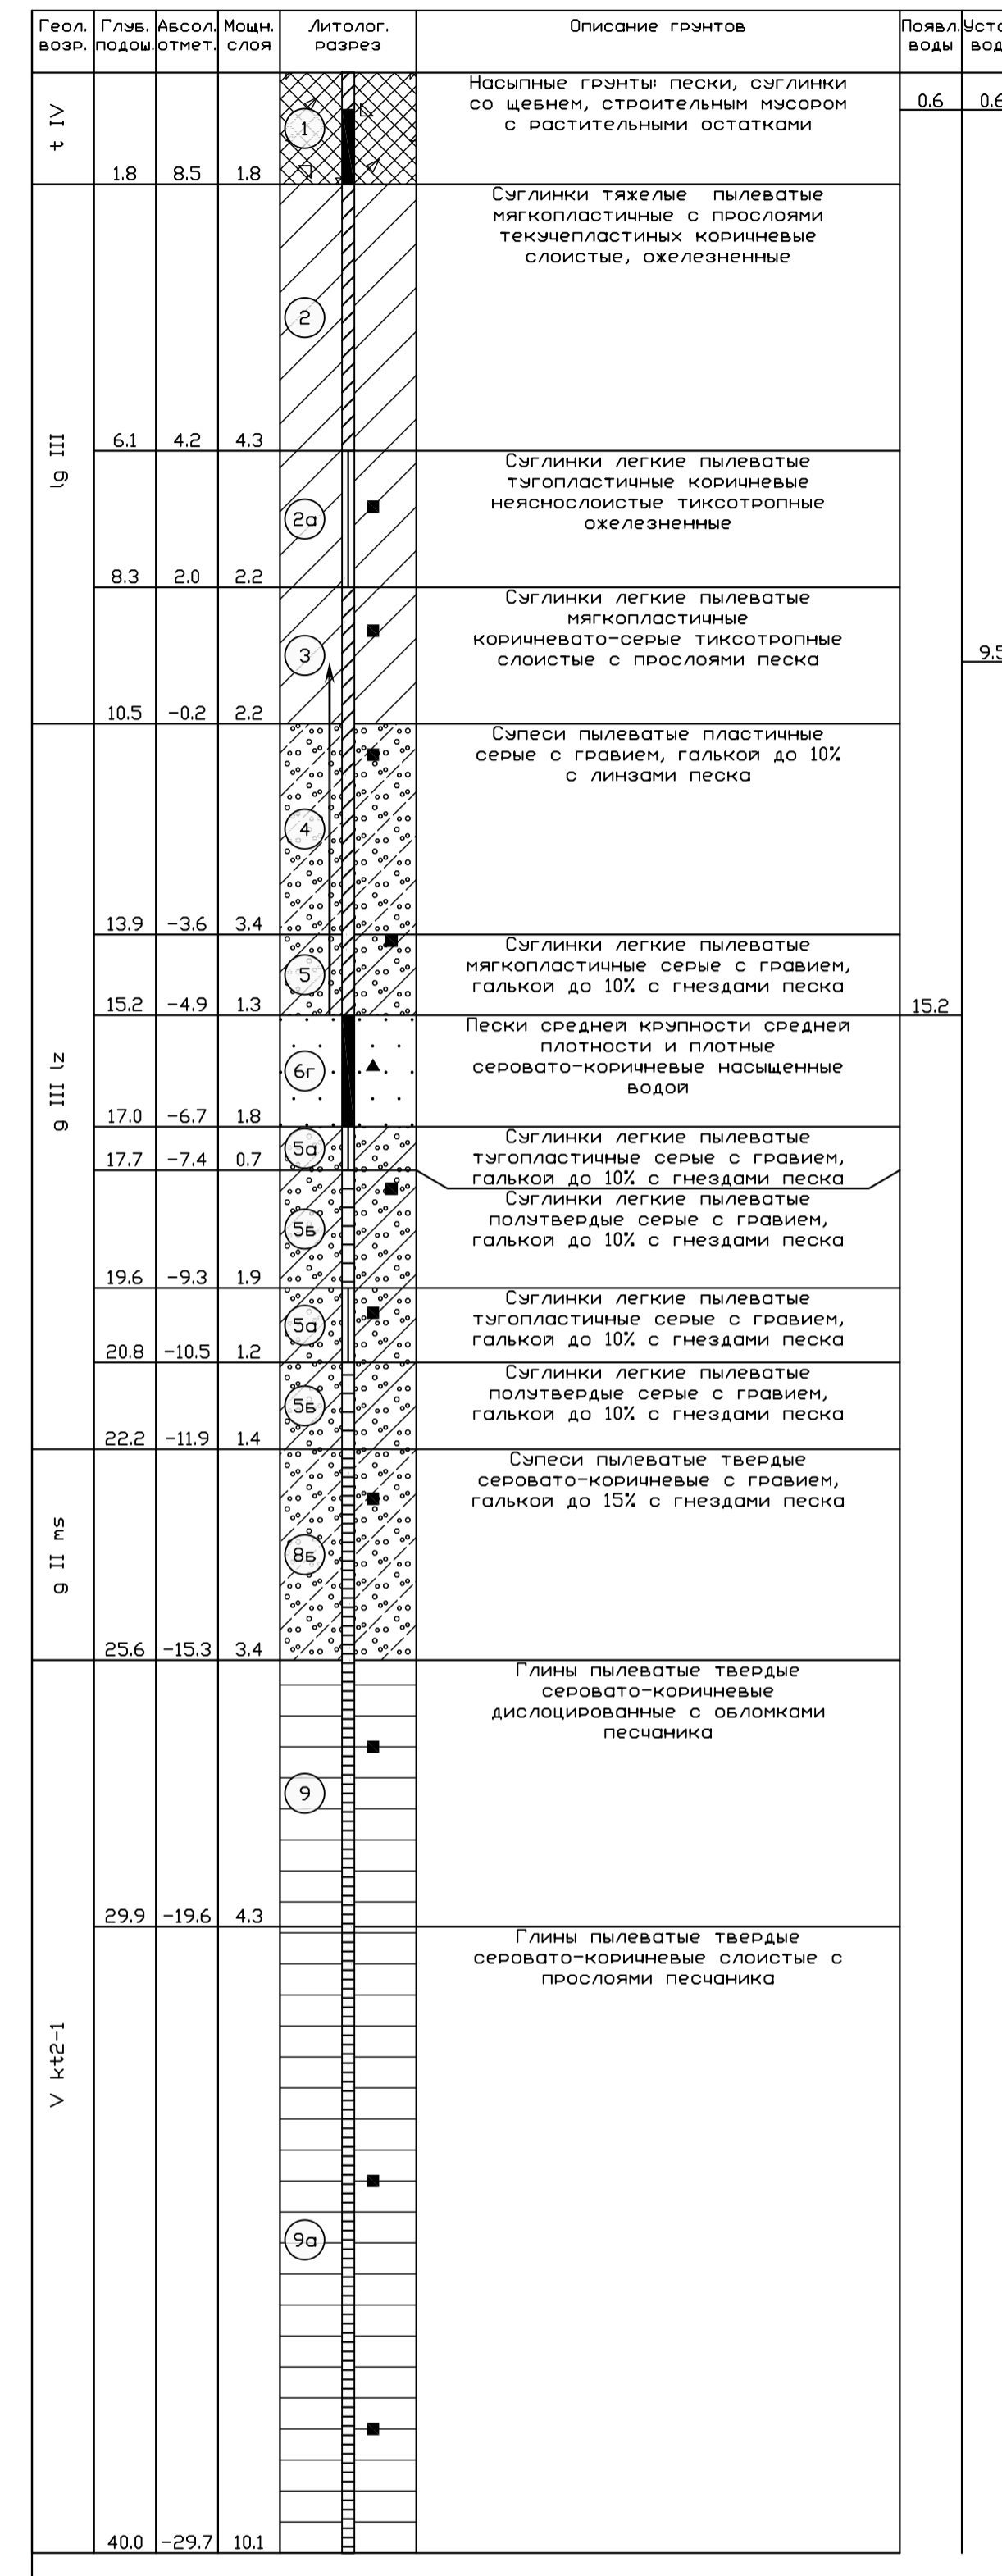 Геол. Глуб. Абсол. Мощн. Литолог. Описание грунтов Появл.
возр. подош. отмет. слоя разрез воды
t IV
1
Насыпные грунты: пески, суглинки
со щебнем, строительным мусором
с растительными остатками
0.6
1.8 8.5 1.8
lg III
2
Суглинки тяжелые пылеватые
мягкопластичные с прослоями
текучепластиных коричневые
слоистые, ожелезненные
6.1 4.2 4.3
2а
Суглинки легкие пылеватые
тугопластичные коричневые
неяснослоистые тиксотропные
ожелезненные
8.3 2.0 2.2
3
Суглинки легкие пылеватые
мягкопластичные
коричневато-серые тиксотропные
слоистые с прослоями песка
9.5
10.5 -0.2 2.2
g III lz
4
Супеси пылеватые пластичные
серые с гравием, галькой до 10%
с линзами песка
13.9 -3.6 3.4
5
Суглинки легкие пылеватые
мягкопластичные серые с гравием,
галькой до 10% с гнездами песка
15.2 -4.9 1.3
15.2
6г
Пески средней крупности средней
плотности и плотные
серовато-коричневые насыщенные
водой
17.0 -6.7 1.8
5а
Суглинки легкие пылеватые
тугопластичные серые с гравием,
галькой до 10% с гнездами песка
17.7 -7.4 0.7
5Б
Суглинки легкие пылеватые
полутвердые серые с гравием,
галькой до 10% с гнездами песка
19.6 -9.3 1.9
5а
Суглинки легкие пылеватые
тугопластичные серые с гравием,
галькой до 10% с гнездами песка
20.8 -10.5 1.2
5Б
Суглинки легкие пылеватые
полутвердые серые с гравием,
галькой до 10% с гнездами песка
22.2 -11.9 1.4
g II ms
8Б
Супеси пылеватые твердые
серовато-коричневые с гравием,
галькой до 15% с гнездами песка
25.6 -15.3 3.4
V kt2-1
9
Глины пылеватые твердые
серовато-коричневые
дислоцированные с обломками
песчаника
29.9 -19.6 4.3
9а
Глины пылеватые твердые
серовато-коричневые слоистые с
прослоями песчаника
40.0 -29.7 10.1